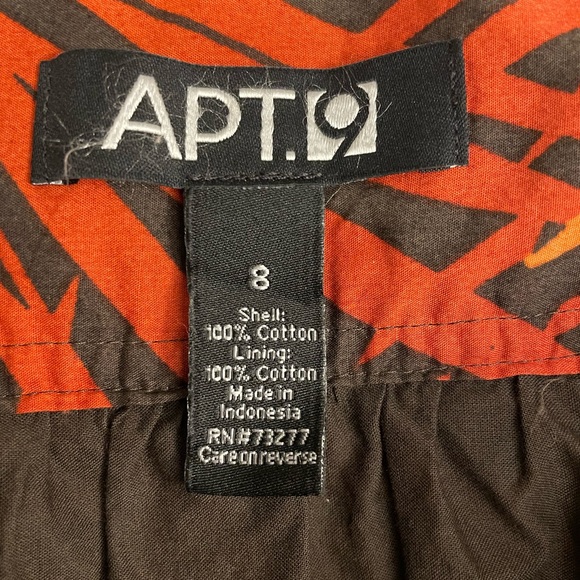 APT.9
8
Shell:
100% Cotton
Lining:
100% Cotton
Made in
Indonesia
RN#73277
Care on reverse